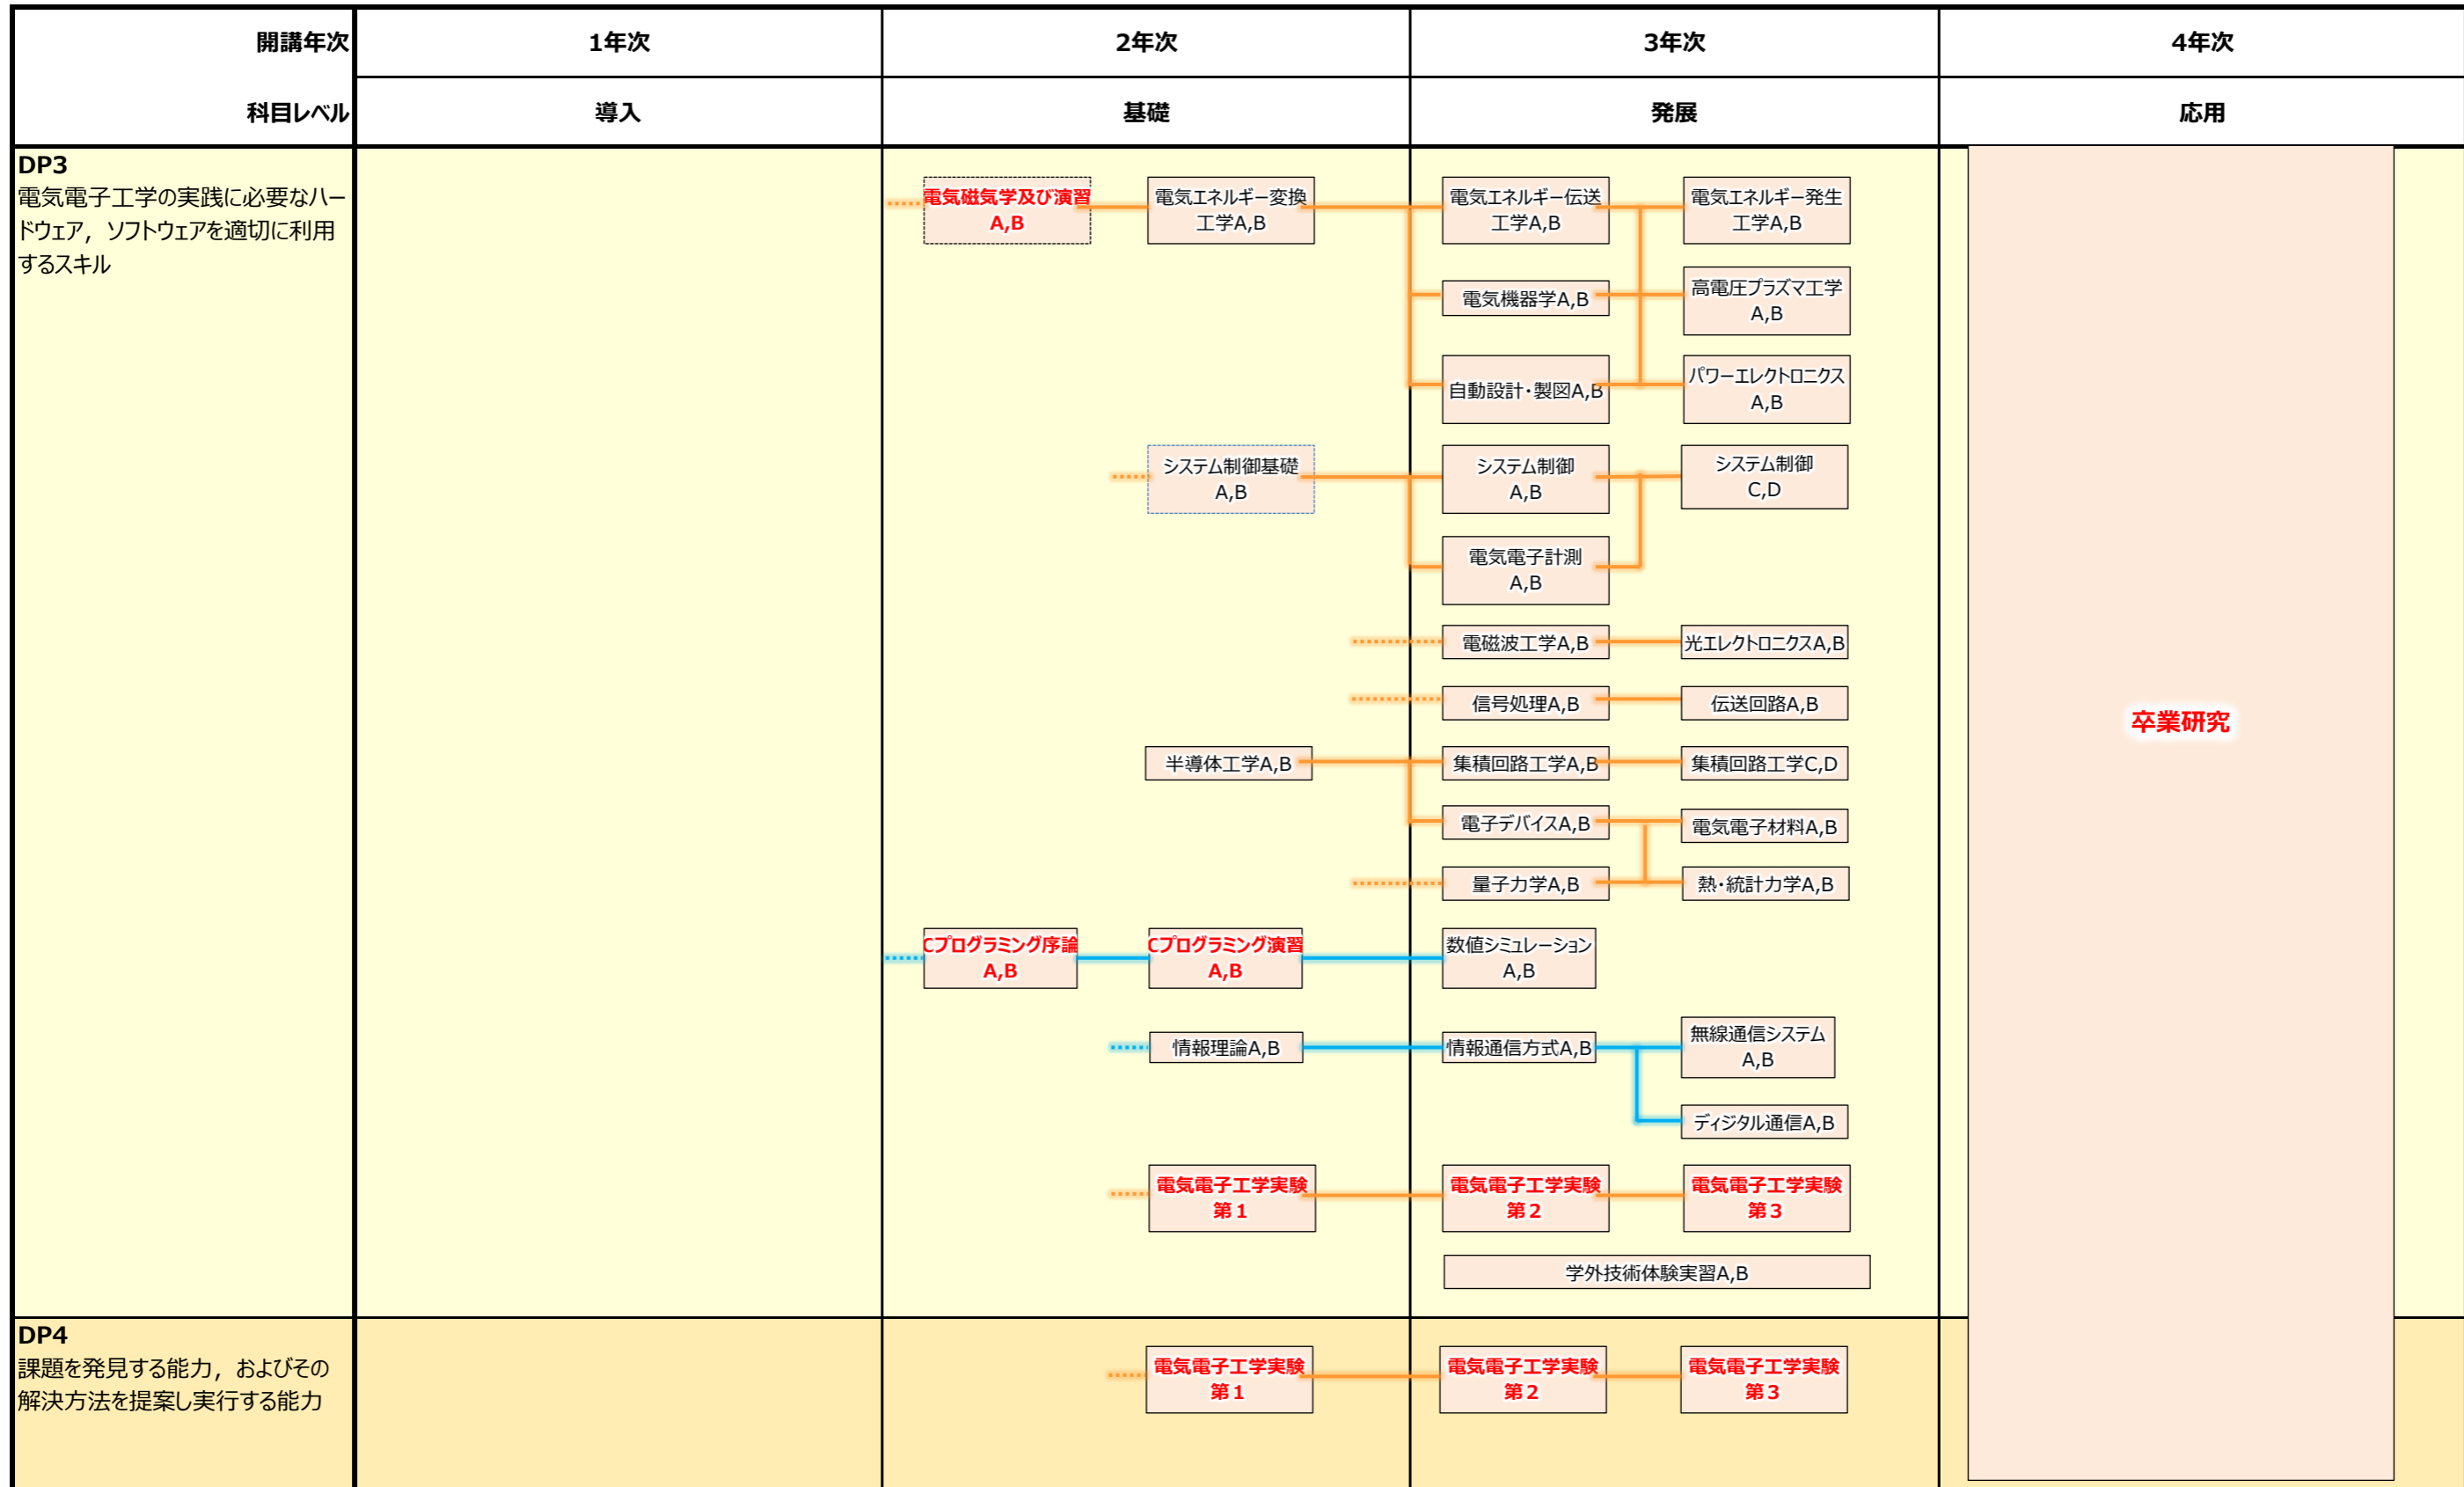 開講年次
1年次
2年次
3年次
4年次
科目レベル
導入
基礎
発展
応用
DP3
電気電子工学の実践に必要なハー
ドウェア，ソフトウェアを適切に利用
するスキル
電気磁気学及び演習
A,B
電気エネルギー変換
工学A,B
電気エネルギー伝送
工学A,B
電気エネルギー発生
工学A,B
電気機器学A,B
高電圧プラズマ工学
A,B
自動設計・製図A,B
パワーエレクトロニクス
A,B
システム制御基礎
A,B
システム制御
A,B
システム制御
C,D
電気電子計測
A,B
電磁波工学A,B
光エレクトロニクスA,B
信号処理A,B
伝送回路A,B
卒業研究
半導体工学A,B
集積回路工学A,B
集積回路工学C,D
電子デバイスA,B
電気電子材料A,B
量子力学A,B
熱・統計力学A,B
Cプログラミング序論
A,B
Cプログラミング演習
A,B
数値シミュレーション
A,B
情報理論A,B
情報通信方式A,B
無線通信システム
A,B
ディジタル通信A,B
電気電子工学実験
第１
電気電子工学実験
第２
電気電子工学実験
第３
学外技術体験実習A,B
DP4
課題を発見する能力，およびその
解決方法を提案し実行する能力
電気電子工学実験
第１
電気電子工学実験
第２
電気電子工学実験
第３